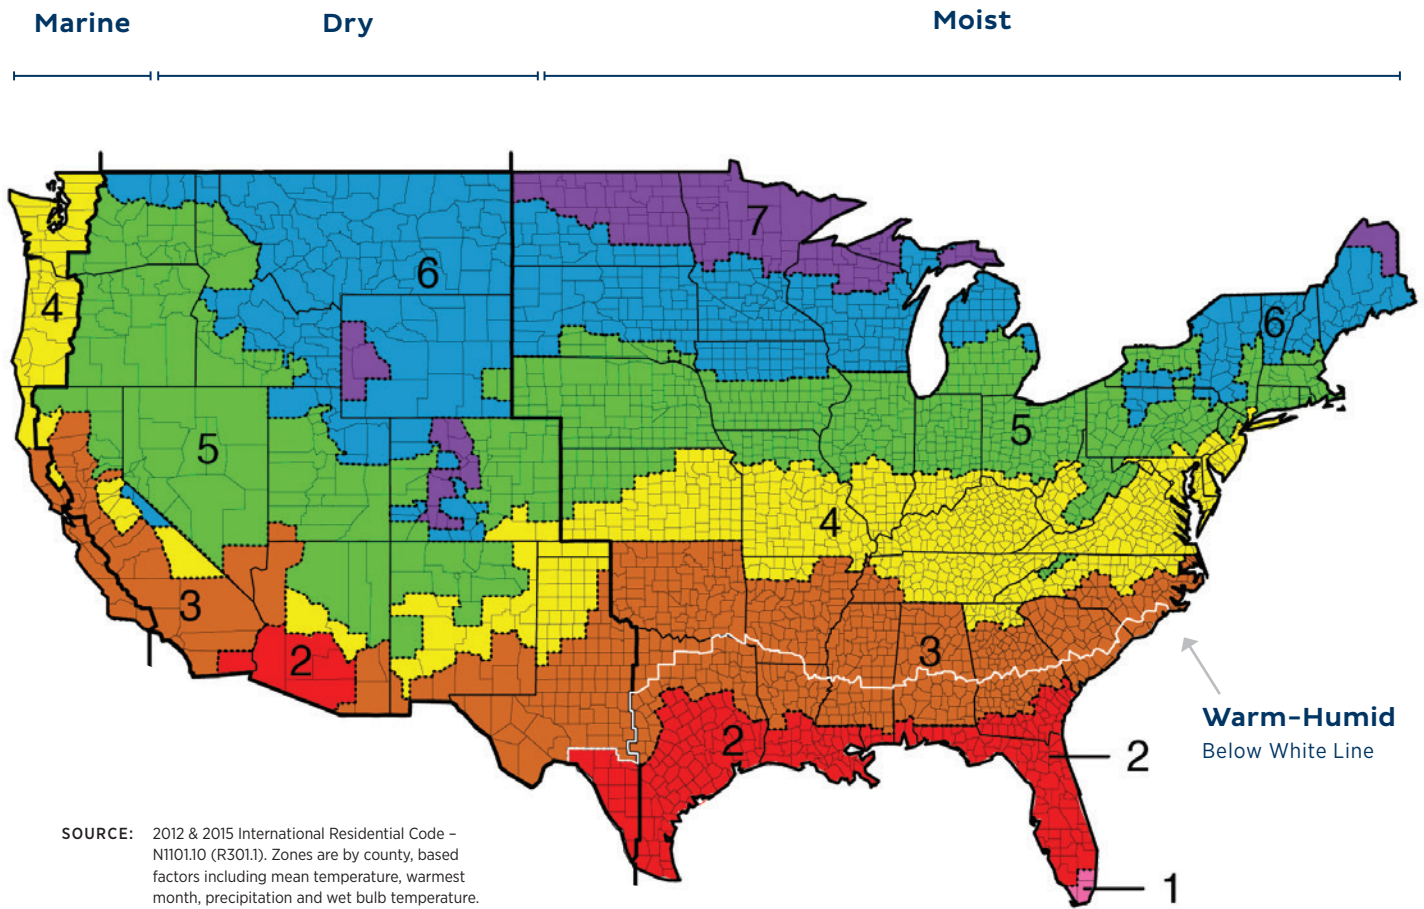 Marine
Dry
Moist
7
6
6
4
5
5
4
3
3
2
2
Warm-Humid
Below White Line
2
1
SOURCE: 2012 & 2015 International Residential Code –
N1101.10 (R301.1). Zones are by county, based
factors including mean temperature, warmest
month, precipitation and wet bulb temperature.